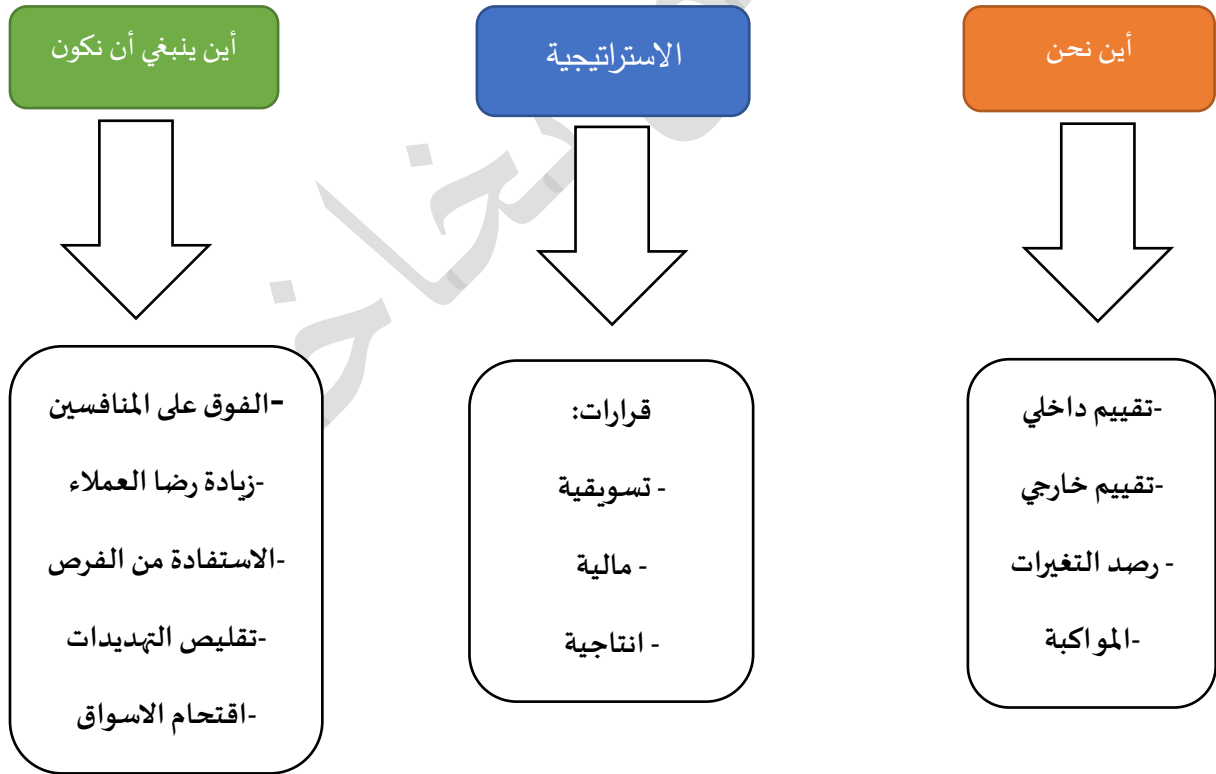 أين نحن
-تقييم داخلي
-تقييم خارجي
- رصد التغيرات
-المواكبة
الاستراتيجية
قرارات:
- تسويقية
- مالية
- انتاجية
أين ينبغي أن نكون
-الفوق على المنافسين
-زيادة رضا العملاء
-الاستفادة من الفرص
-تقليص التهديدات
-اقتحام الاسواق